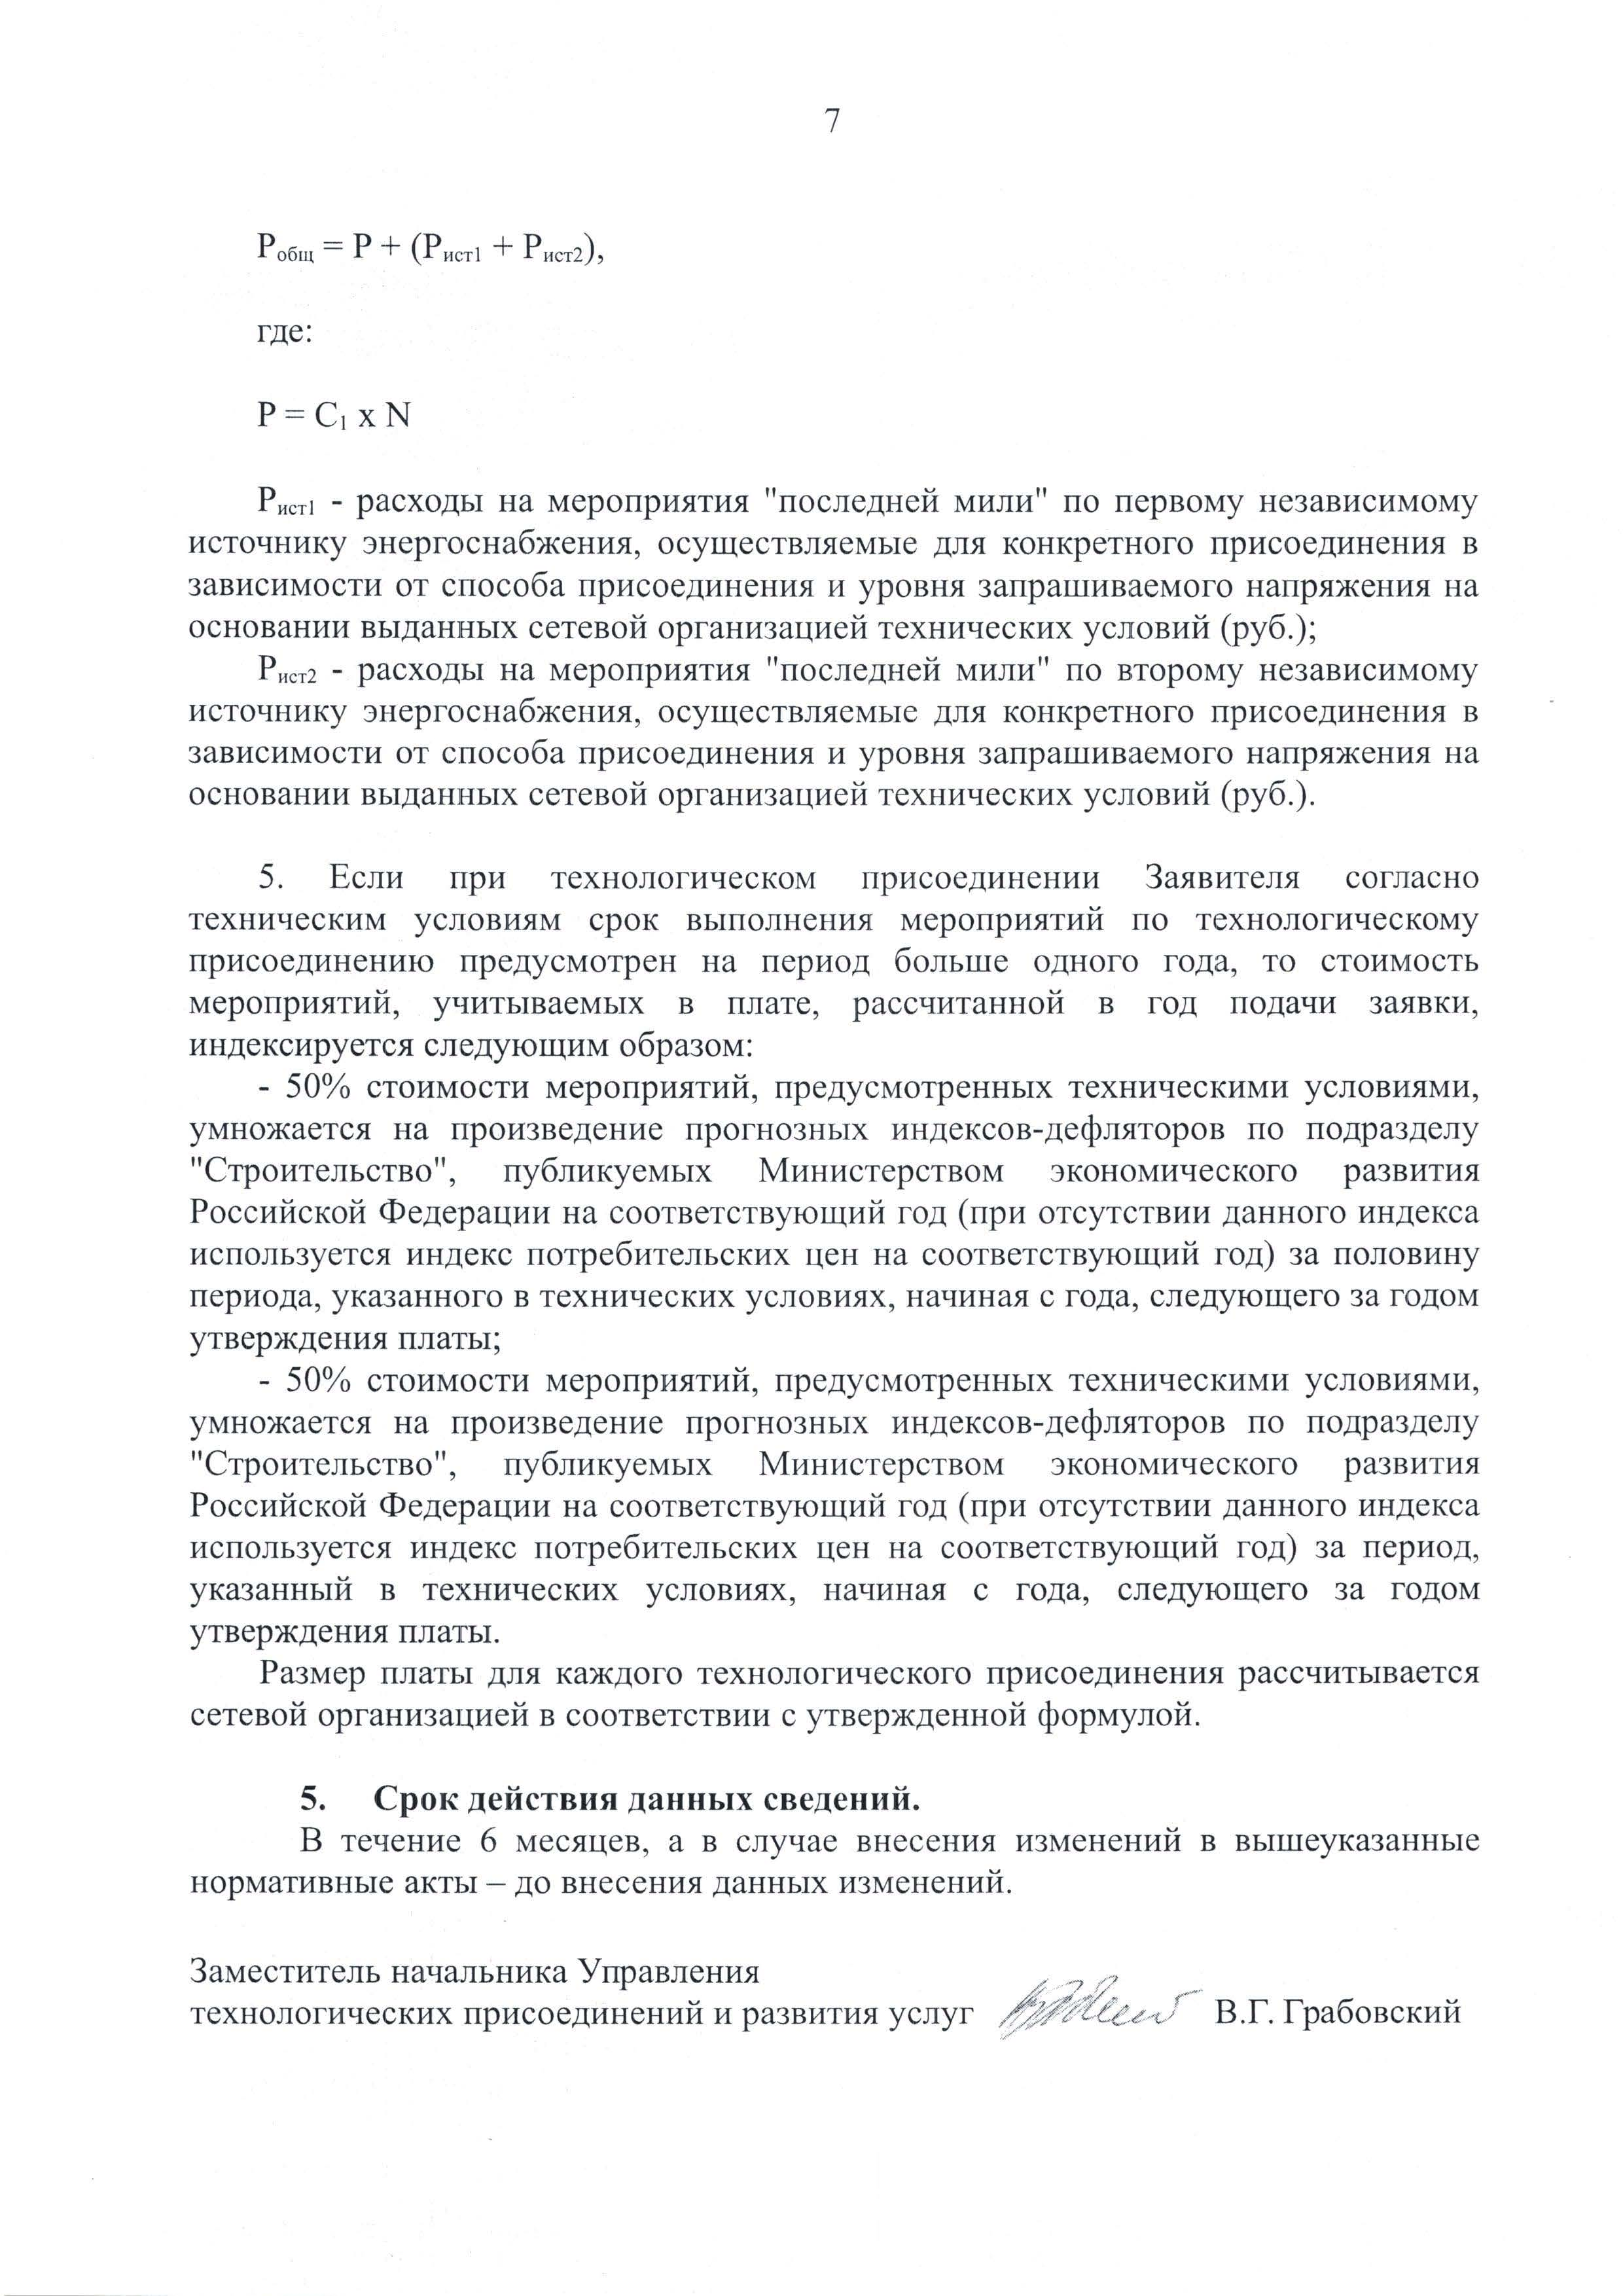 7
Робщ = Р + (Рист1 + Рист2),
где:
Р = С1 х N
Рист1 - расходы на мероприятия "последней мили" по первому независимому
источнику энергоснабжения, осуществляемые для конкретного присоединения в
зависимости от способа присоединения и уровня запрашиваемого напряжения на
основании выданных сетевой организацией технических условий (руб.);
Рист2 - расходы на мероприятия "последней мили" по второму независимому
источнику энергоснабжения, осуществляемые для конкретного присоединения в
зависимости от способа присоединения и уровня запрашиваемого напряжения на
основании выданных сетевой организацией технических условий (руб.).
5. Если при технологическом присоединении Заявителя согласно
техническим условиям срок выполнения мероприятий по технологическому
присоединению предусмотрен на период больше одного года, то стоимость
мероприятий, учитываемых в плате, рассчитанной в год подачи заявки,
индексируется следующим образом:
- 50% стоимости мероприятий, предусмотренных техническими условиями,
умножается на произведение прогнозных индексов-дефляторов по подразделу
"Строительство", публикуемых Министерством экономического развития
Российской Федерации на соответствующий год (при отсутствии данного индекса
используется индекс потребительских цен на соответствующий год) за половину
периода, указанного в технических условиях, начиная с года, следующего за годом
утверждения платы;
- 50% стоимости мероприятий, предусмотренных техническими условиями,
умножается на произведение прогнозных индексов-дефляторов по подразделу
"Строительство", публикуемых Министерством экономического развития
Российской Федерации на соответствующий год (при отсутствии данного индекса
используется индекс потребительских цен на соответствующий год) за период,
указанный в технических условиях, начиная с года, следующего за годом
утверждения платы.
Размер платы для каждого технологического присоединения рассчитывается
сетевой организацией в соответствии с утвержденной формулой.
5. Срок действия данных сведений.
В течение 6 месяцев, а в случае внесения изменений в вышеуказанные
нормативные акты – до внесения данных изменений.
Заместитель начальника Управления
технологических присоединений и развития услуг В.Г. Грабовский